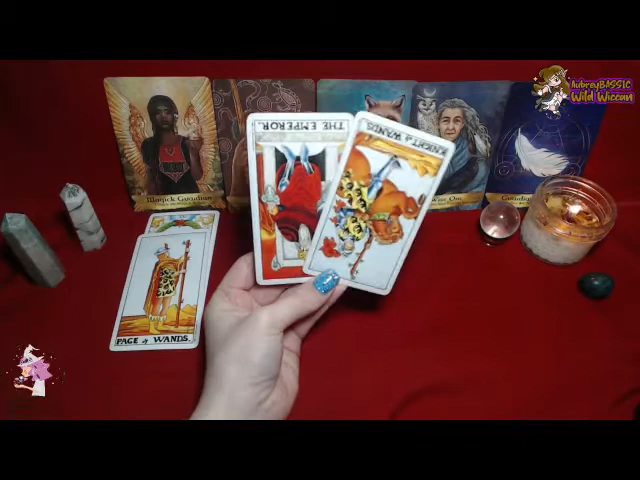 AubreyBASSIC
Wild Wiccan
THE EMPEROR.
KNIGHT of WANDS.
Magick Guardian
Wise One
PAGE of WANDS.